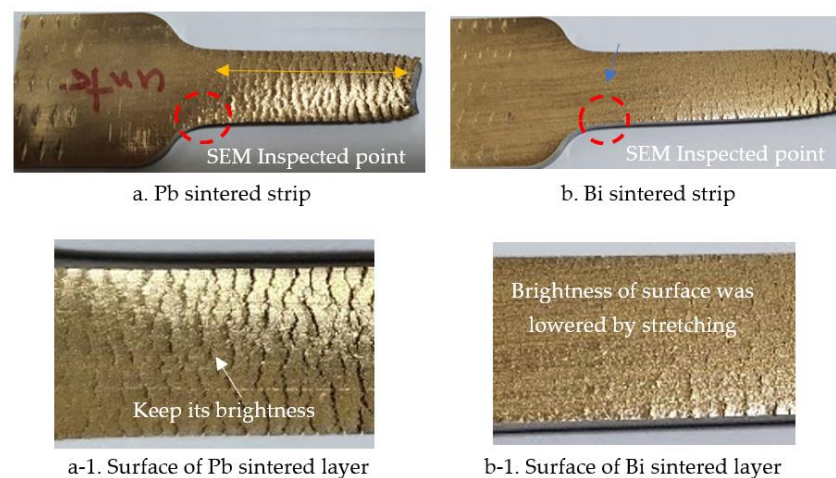 SEM Inspected point
SEM Inspected point
a. Pb sintered strip
b. Bi sintered strip
Keep its brightness
Brightness of surface was
lowered by stretching
a-1. Surface of Pb sintered layer
b-1. Surface of Bi sintered layer